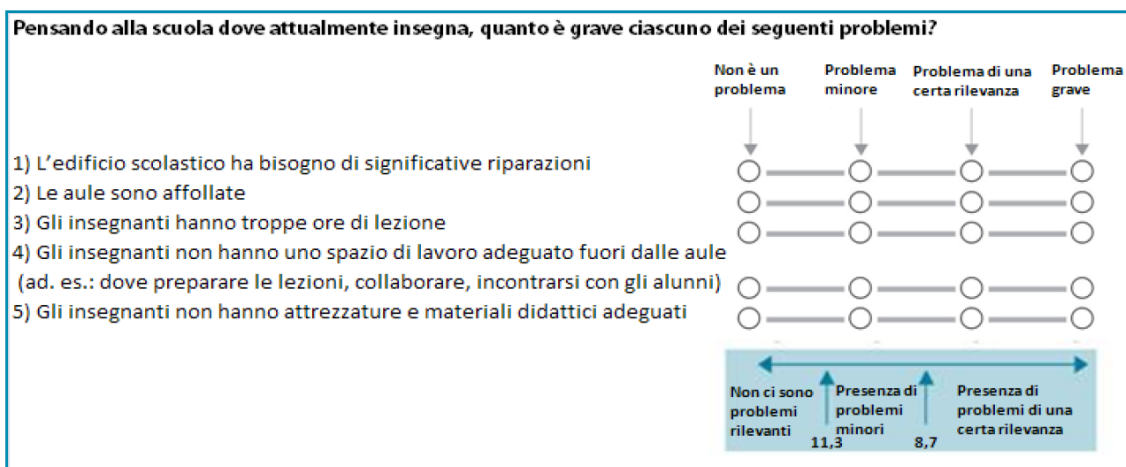 Pensando alla scuola dove attualmente insegna, quanto è grave ciascuno dei seguenti problemi?
Non è un problema
Problema minore
Problema di una certa rilevanza
Problema grave
1) L'edificio scolastico ha bisogno di significative riparazioni
2) Le aule sono affollate
3) Gli insegnanti hanno troppe ore di lezione
4) Gli insegnanti non hanno uno spazio di lavoro adeguato fuori dalle aule
(ad. es.: dove preparare le lezioni, collaborare, incontrarsi con gli alunni)
5) Gli insegnanti non hanno attrezzature e materiali didattici adeguati
Non ci sono problemi rilevanti
11,3
Presenza di problemi minori
8,7
Presenza di problemi di una certa rilevanza